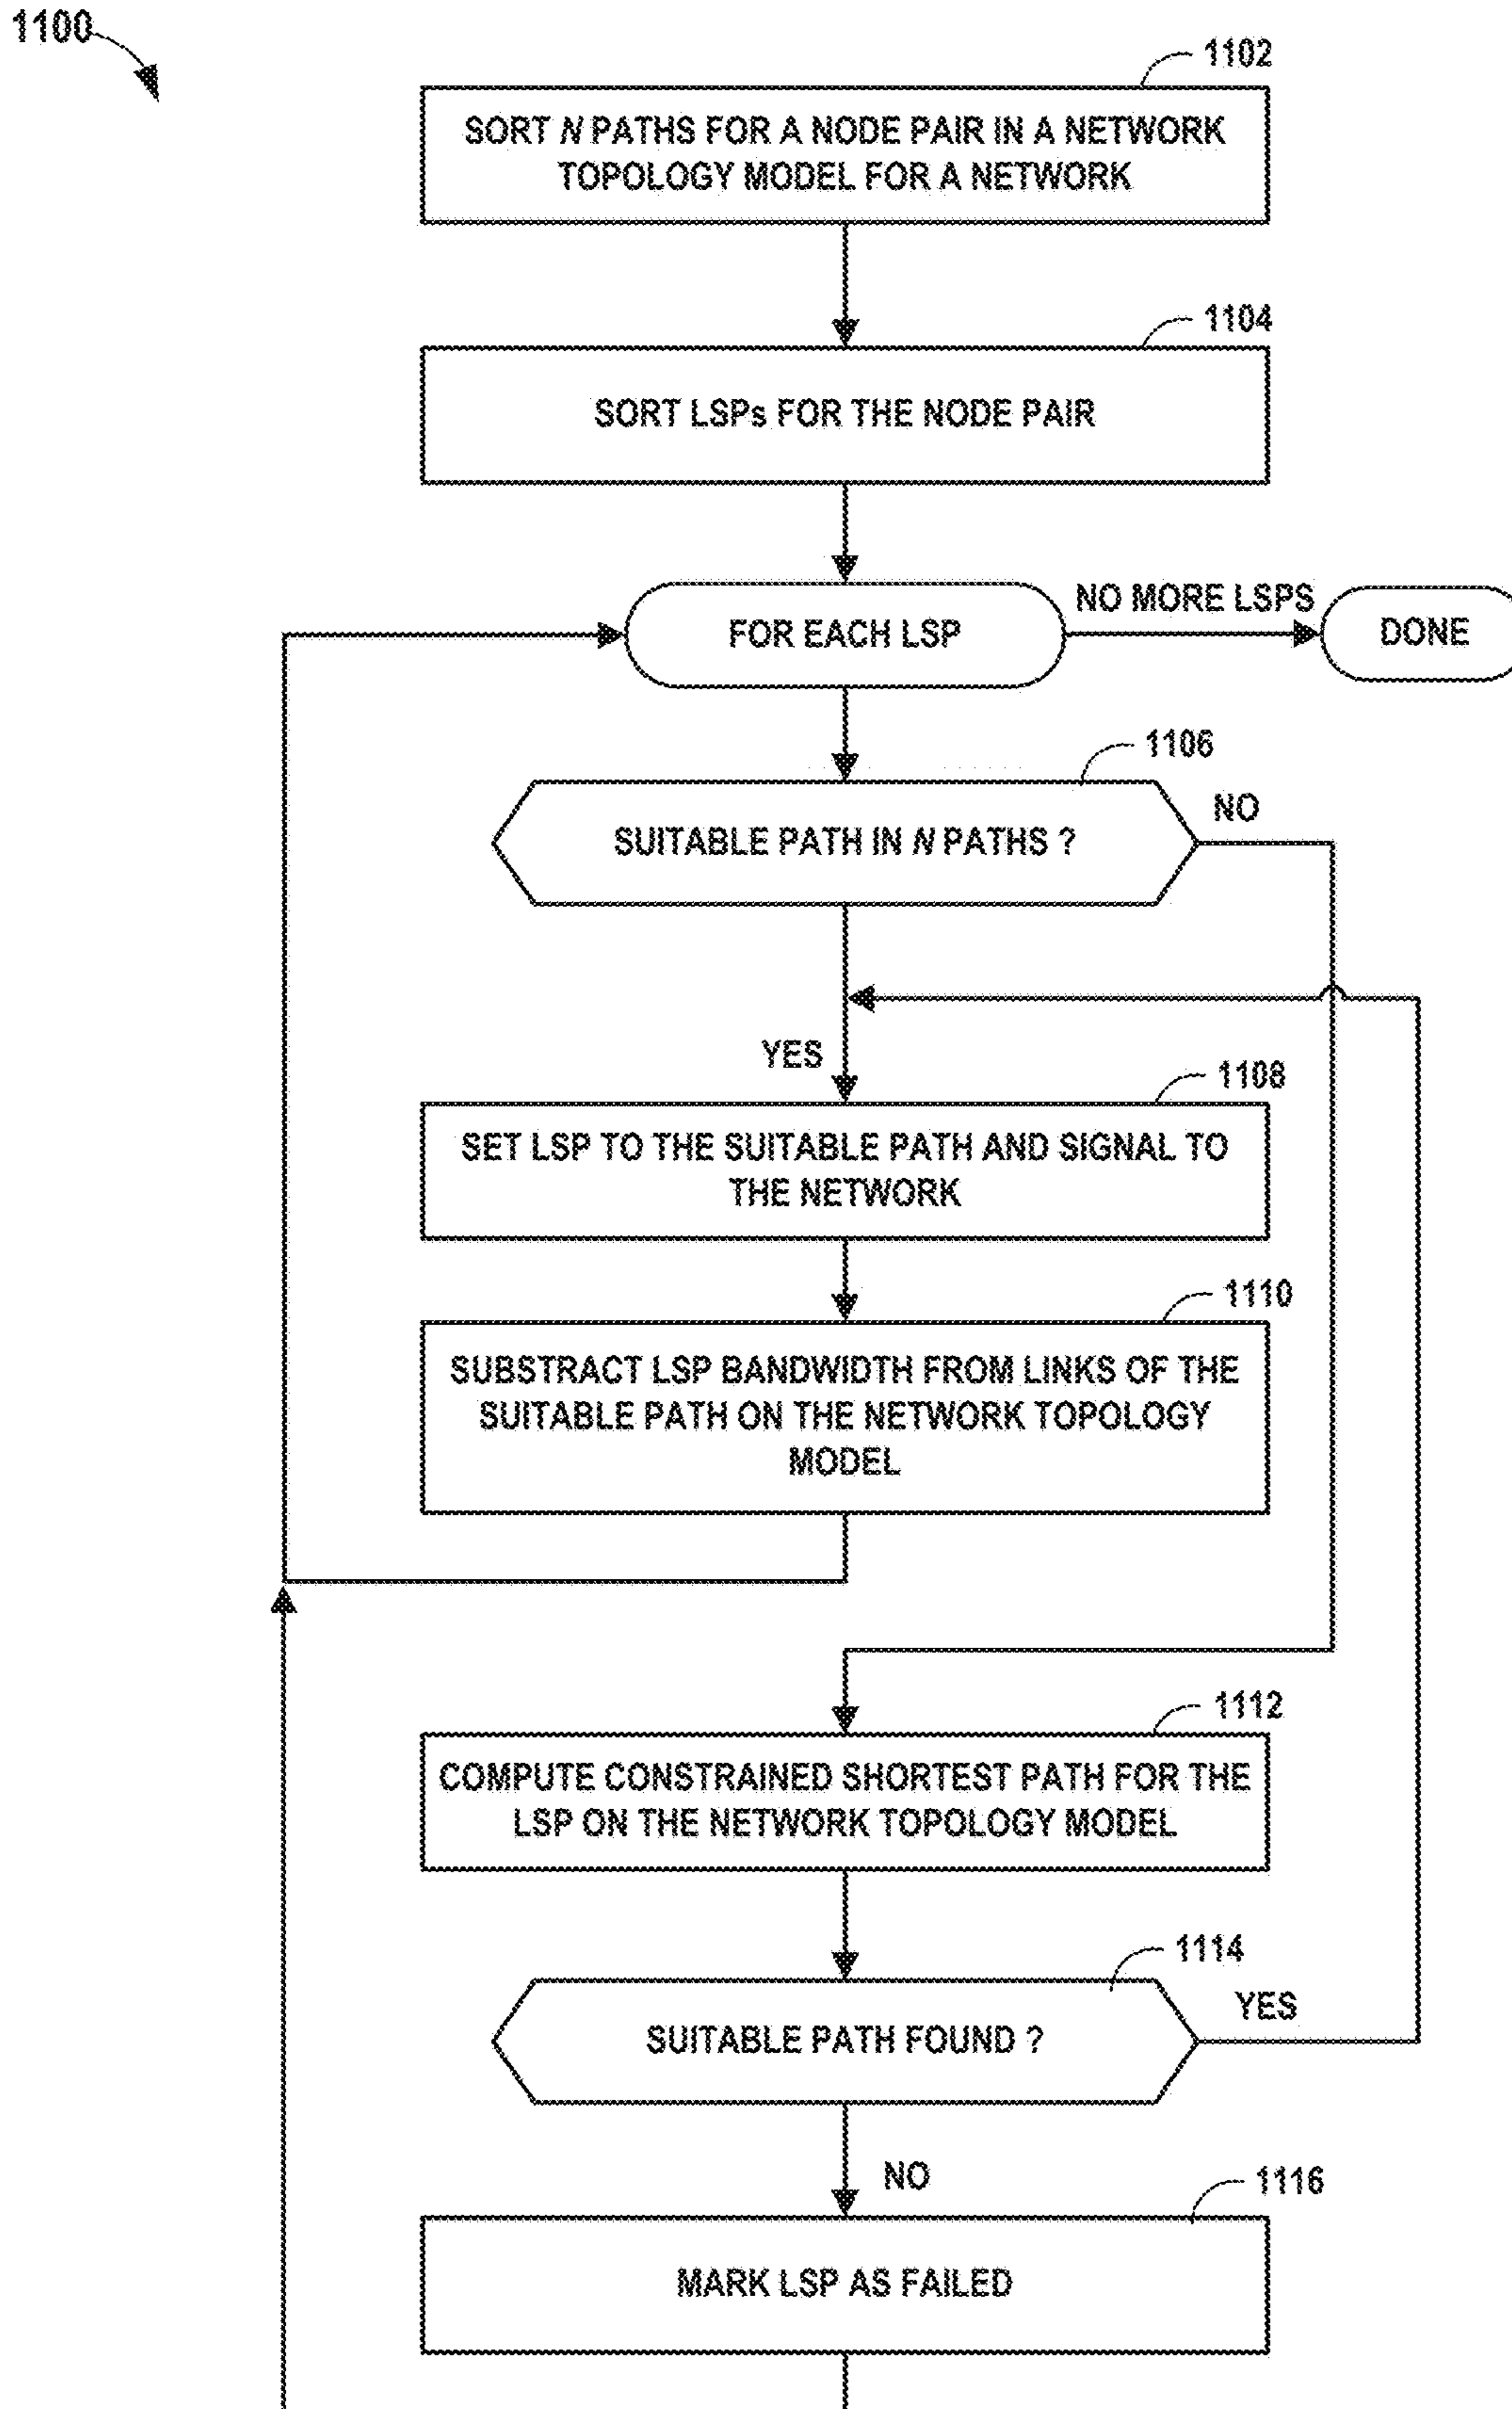 1100
1102
SORT N PATHS FOR A NODE PAIR IN A NETWORK
TOPOLOGY MODEL FOR A NETWORK
1104
SORT LSPs FOR THE NODE PAIR
FOR EACH LSP
NO MORE LSPS
DONE
1106
SUITABLE PATH IN N PATHS ?
NO
YES
1108
SET LSP TO THE SUITABLE PATH AND SIGNAL TO
THE NETWORK
1110
SUBSTRACT LSP BANDWIDTH FROM LINKS OF THE
SUITABLE PATH ON THE NETWORK TOPOLOGY
MODEL
1112
COMPUTE CONSTRAINED SHORTEST PATH FOR THE
LSP ON THE NETWORK TOPOLOGY MODEL
1114
SUITABLE PATH FOUND ?
YES
NO
1116
MARK LSP AS FAILED